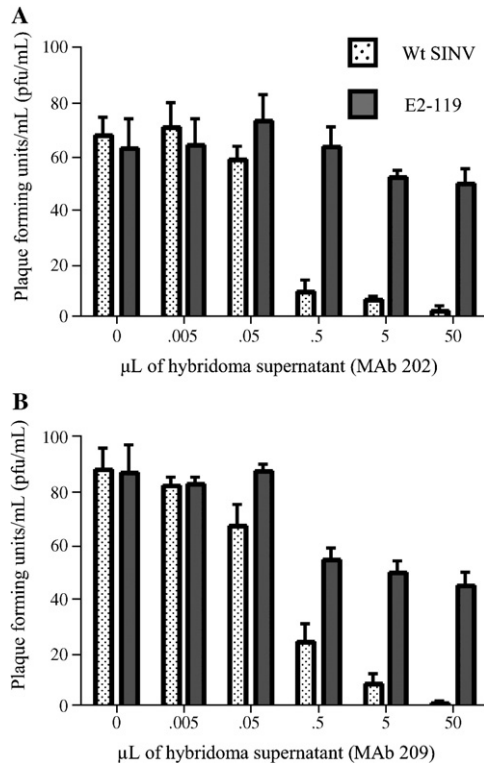 A
Plaque forming units/mL (pfu/mL)
100
80
60
40
20
0
Wt SINV
E2-119
0 .005 .05 .5 5 50
µL of hybridoma supernatant (MAb 202)
B
Plaque forming units/mL (pfu/mL)
100
80
60
40
20
0
0 .005 .05 .5 5 50
µL of hybridoma supernatant (MAb 209)